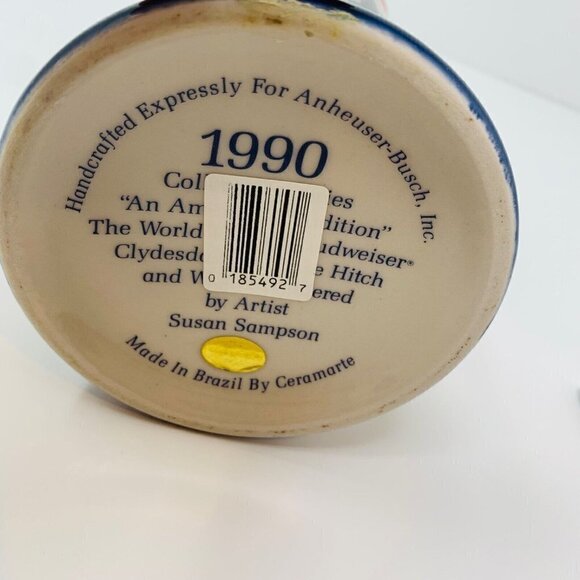 Handcrafted Expressly For Anheuser-Busch, Inc.
1990
Coll es
"An Am dition"
The World udweiser®
Clydesd e Hitch
and W ered
by Artist
Susan Sampson
Made In Brazil By Ceramarte
0 185492 7